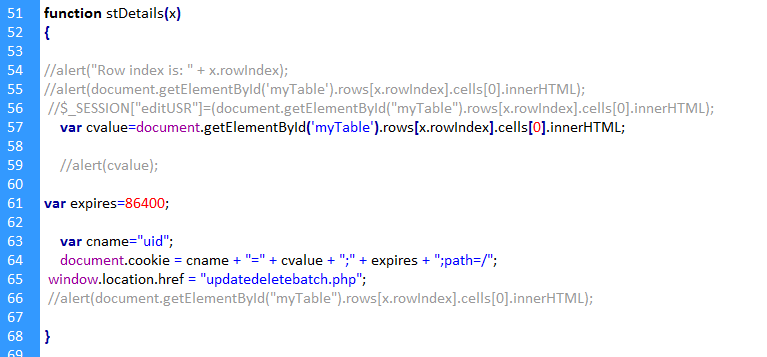 51 function stDetails(x)
52 {
53
54 //alert("Row index is: " + x.rowIndex);
55 //alert(document.getElementById('myTable').rows[x.rowIndex].cells[0].innerHTML);
56 //$_SESSION["editUSR"]=(document.getElementById("myTable").rows[x.rowIndex].cells[0].innerHTML);
57 var cvalue=document.getElementById('myTable').rows[x.rowIndex].cells[0].innerHTML;
58
59 //alert(cvalue);
60
61 var expires=86400;
62
63 var cname="uid";
64 document.cookie = cname + "=" + cvalue + ";" + expires + ";path=/";
65 window.location.href = "updatedeletebatch.php";
66 //alert(document.getElementById("myTable").rows[x.rowIndex].cells[0].innerHTML);
67
68 }
69